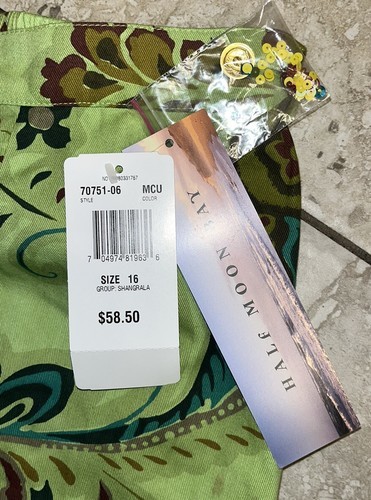 70751-06 MCU
STYLE COLOR
7 04974 81963 6
SIZE 16
GROUP: SHANGRALA
$58.50
HALF MOON BAY